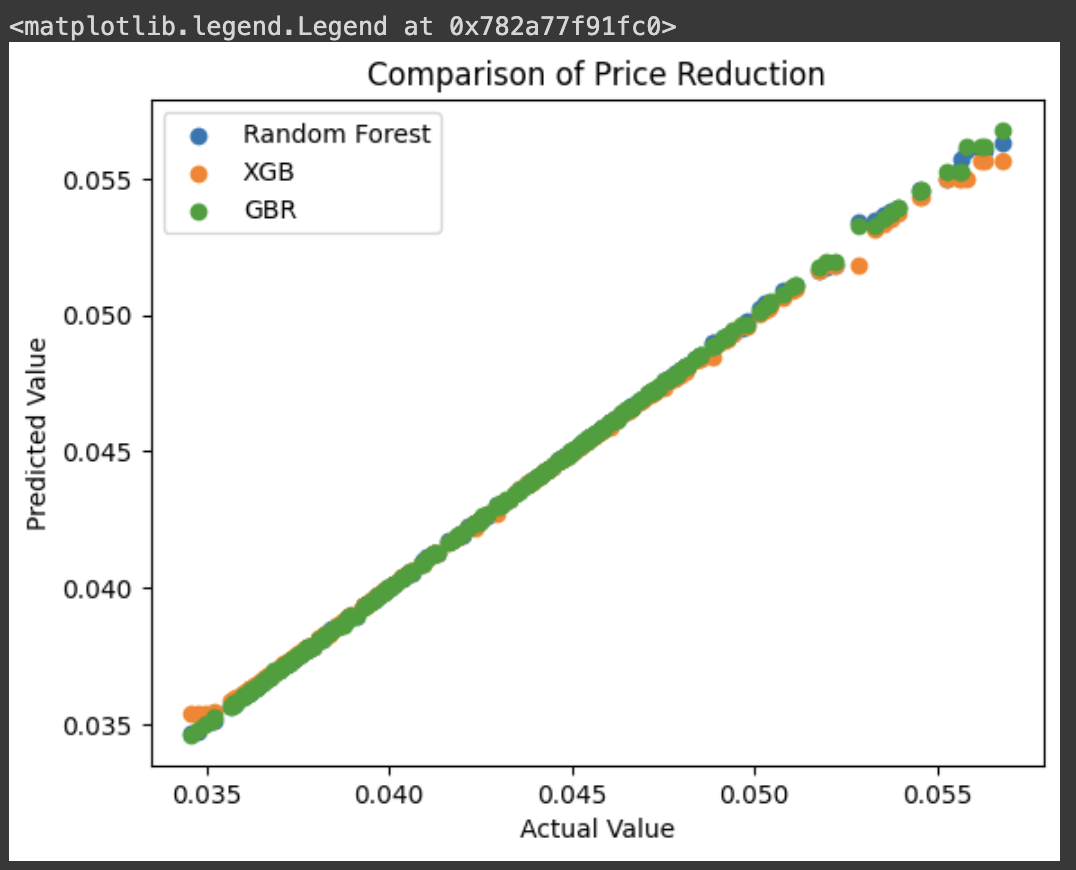 <matplotlib.legend.Legend at 0x782a77f91fc0>
Comparison of Price Reduction
Random Forest
XGB
GBR
0.055
0.050
0.045
0.040
0.035
Predicted Value
0.035 0.040 0.045 0.050 0.055
Actual Value